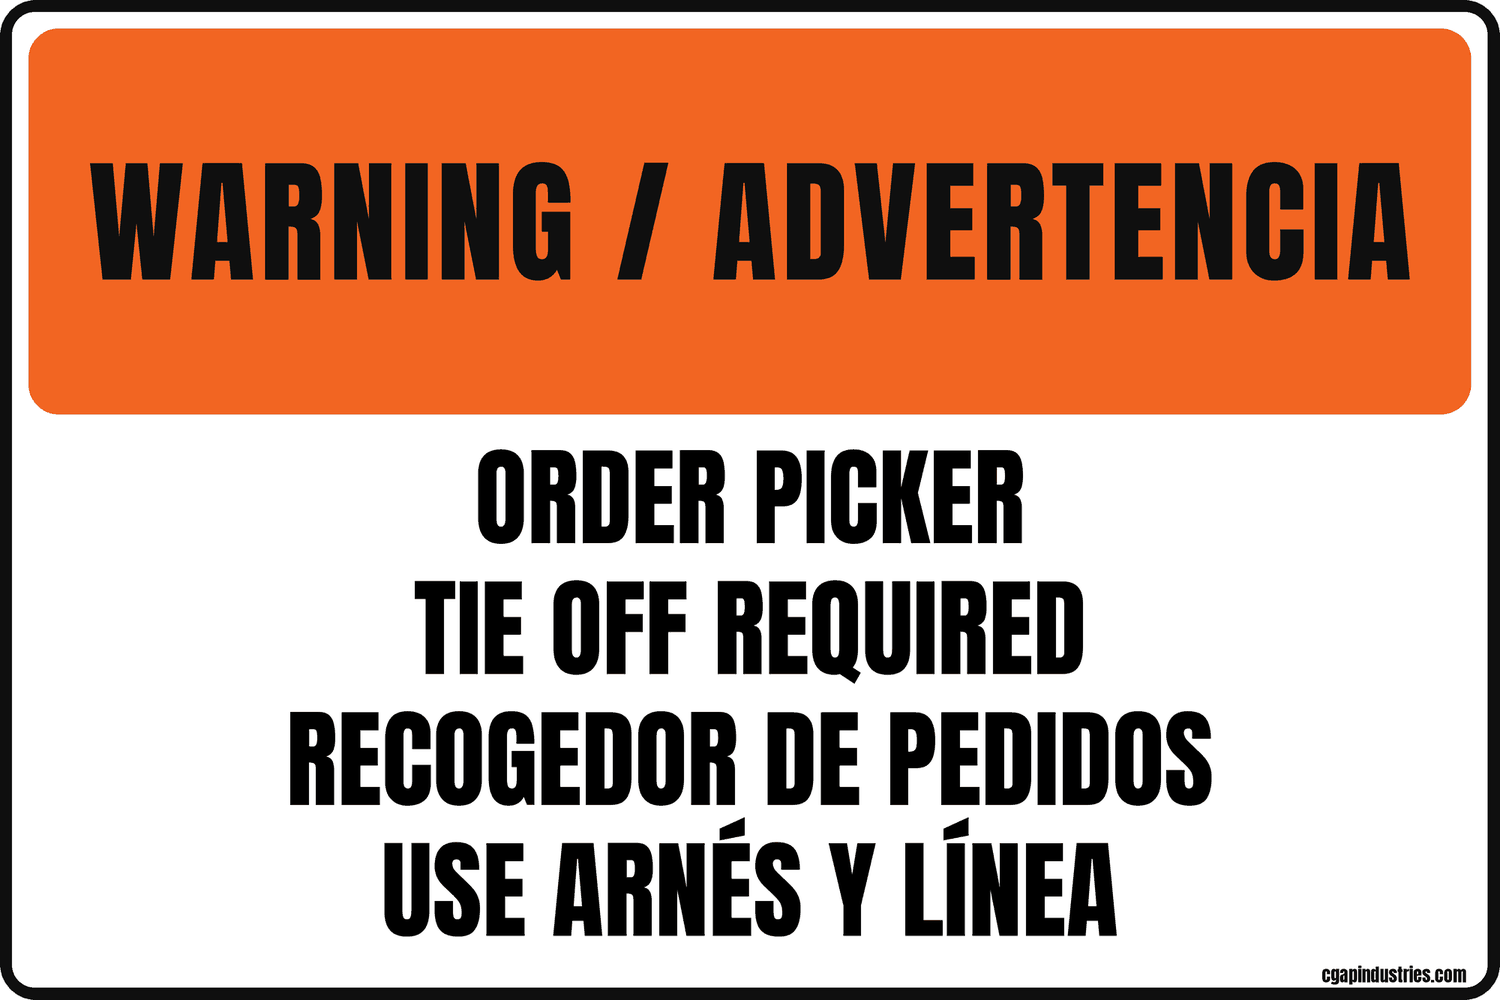 WARNING / ADVERTENCIA
ORDER PICKER
TIE OFF REQUIRED
RECOGEDOR DE PEDIDOS
USE ARNÉS Y LÍNEA
cgapindustries.com